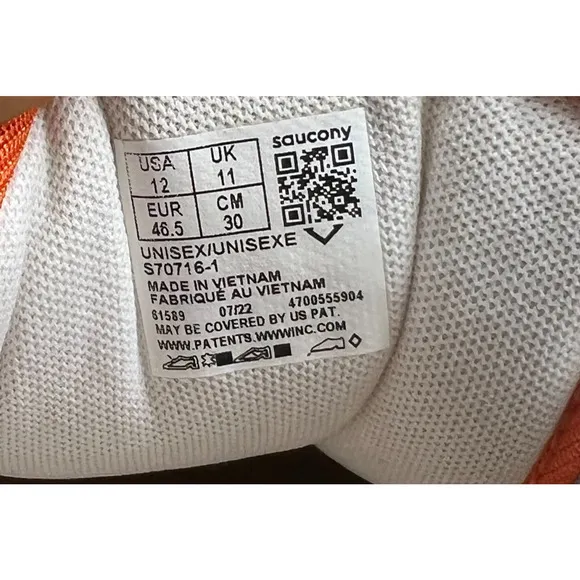 saucony
USA UK
12 11
EUR CM
46.5 30
UNISEX/UNISEXE
S70716-1
MADE IN VIETNAM
FABRIQUÉ AU VIETNAM
61589 07/22 4700555904
MAY BE COVERED BY US PAT.
WWW.PATENTS.WWWINC.COM